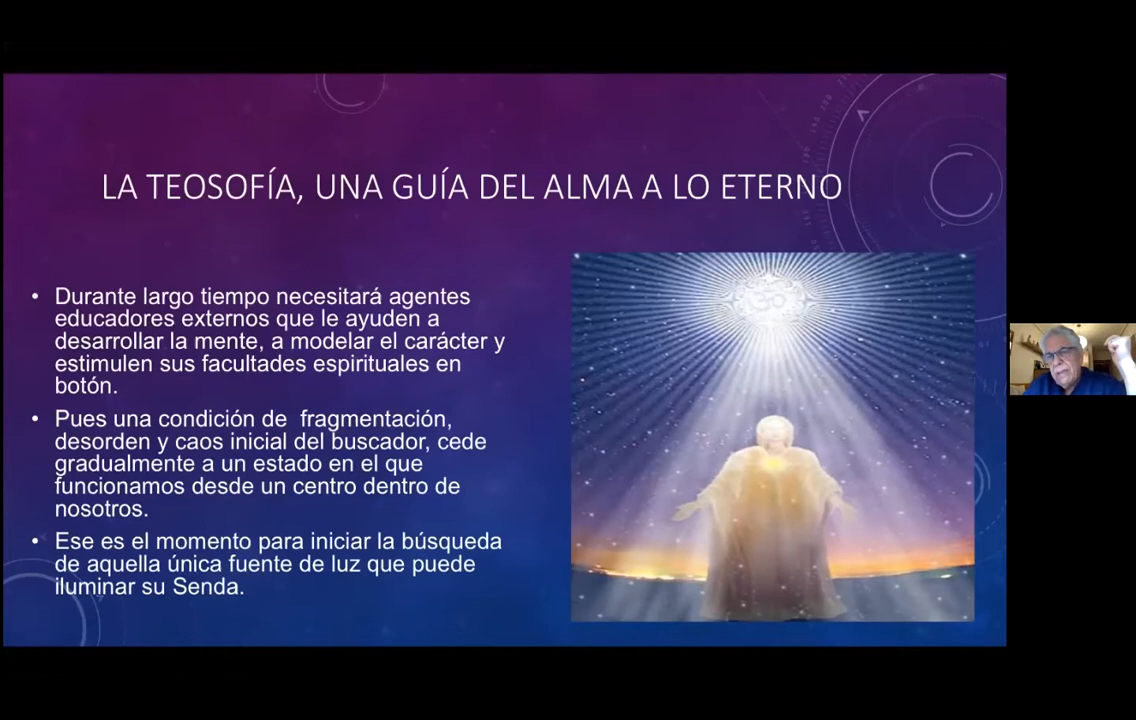 LA TEOSOFÍA, UNA GUÍA DEL ALMA A LO ETERNO
• Durante largo tiempo necesitará agentes
educadores externos que le ayuden a
desarrollar la mente, a modelar el carácter y
estimulen sus facultades espirituales en
botón.
• Pues una condición de fragmentación,
desorden y caos inicial del buscador, cede
gradualmente a un estado en el que
funcionamos desde un centro dentro de
nosotros.
• Ese es el momento para iniciar la búsqueda
de aquella única fuente de luz que puede
iluminar su Senda.